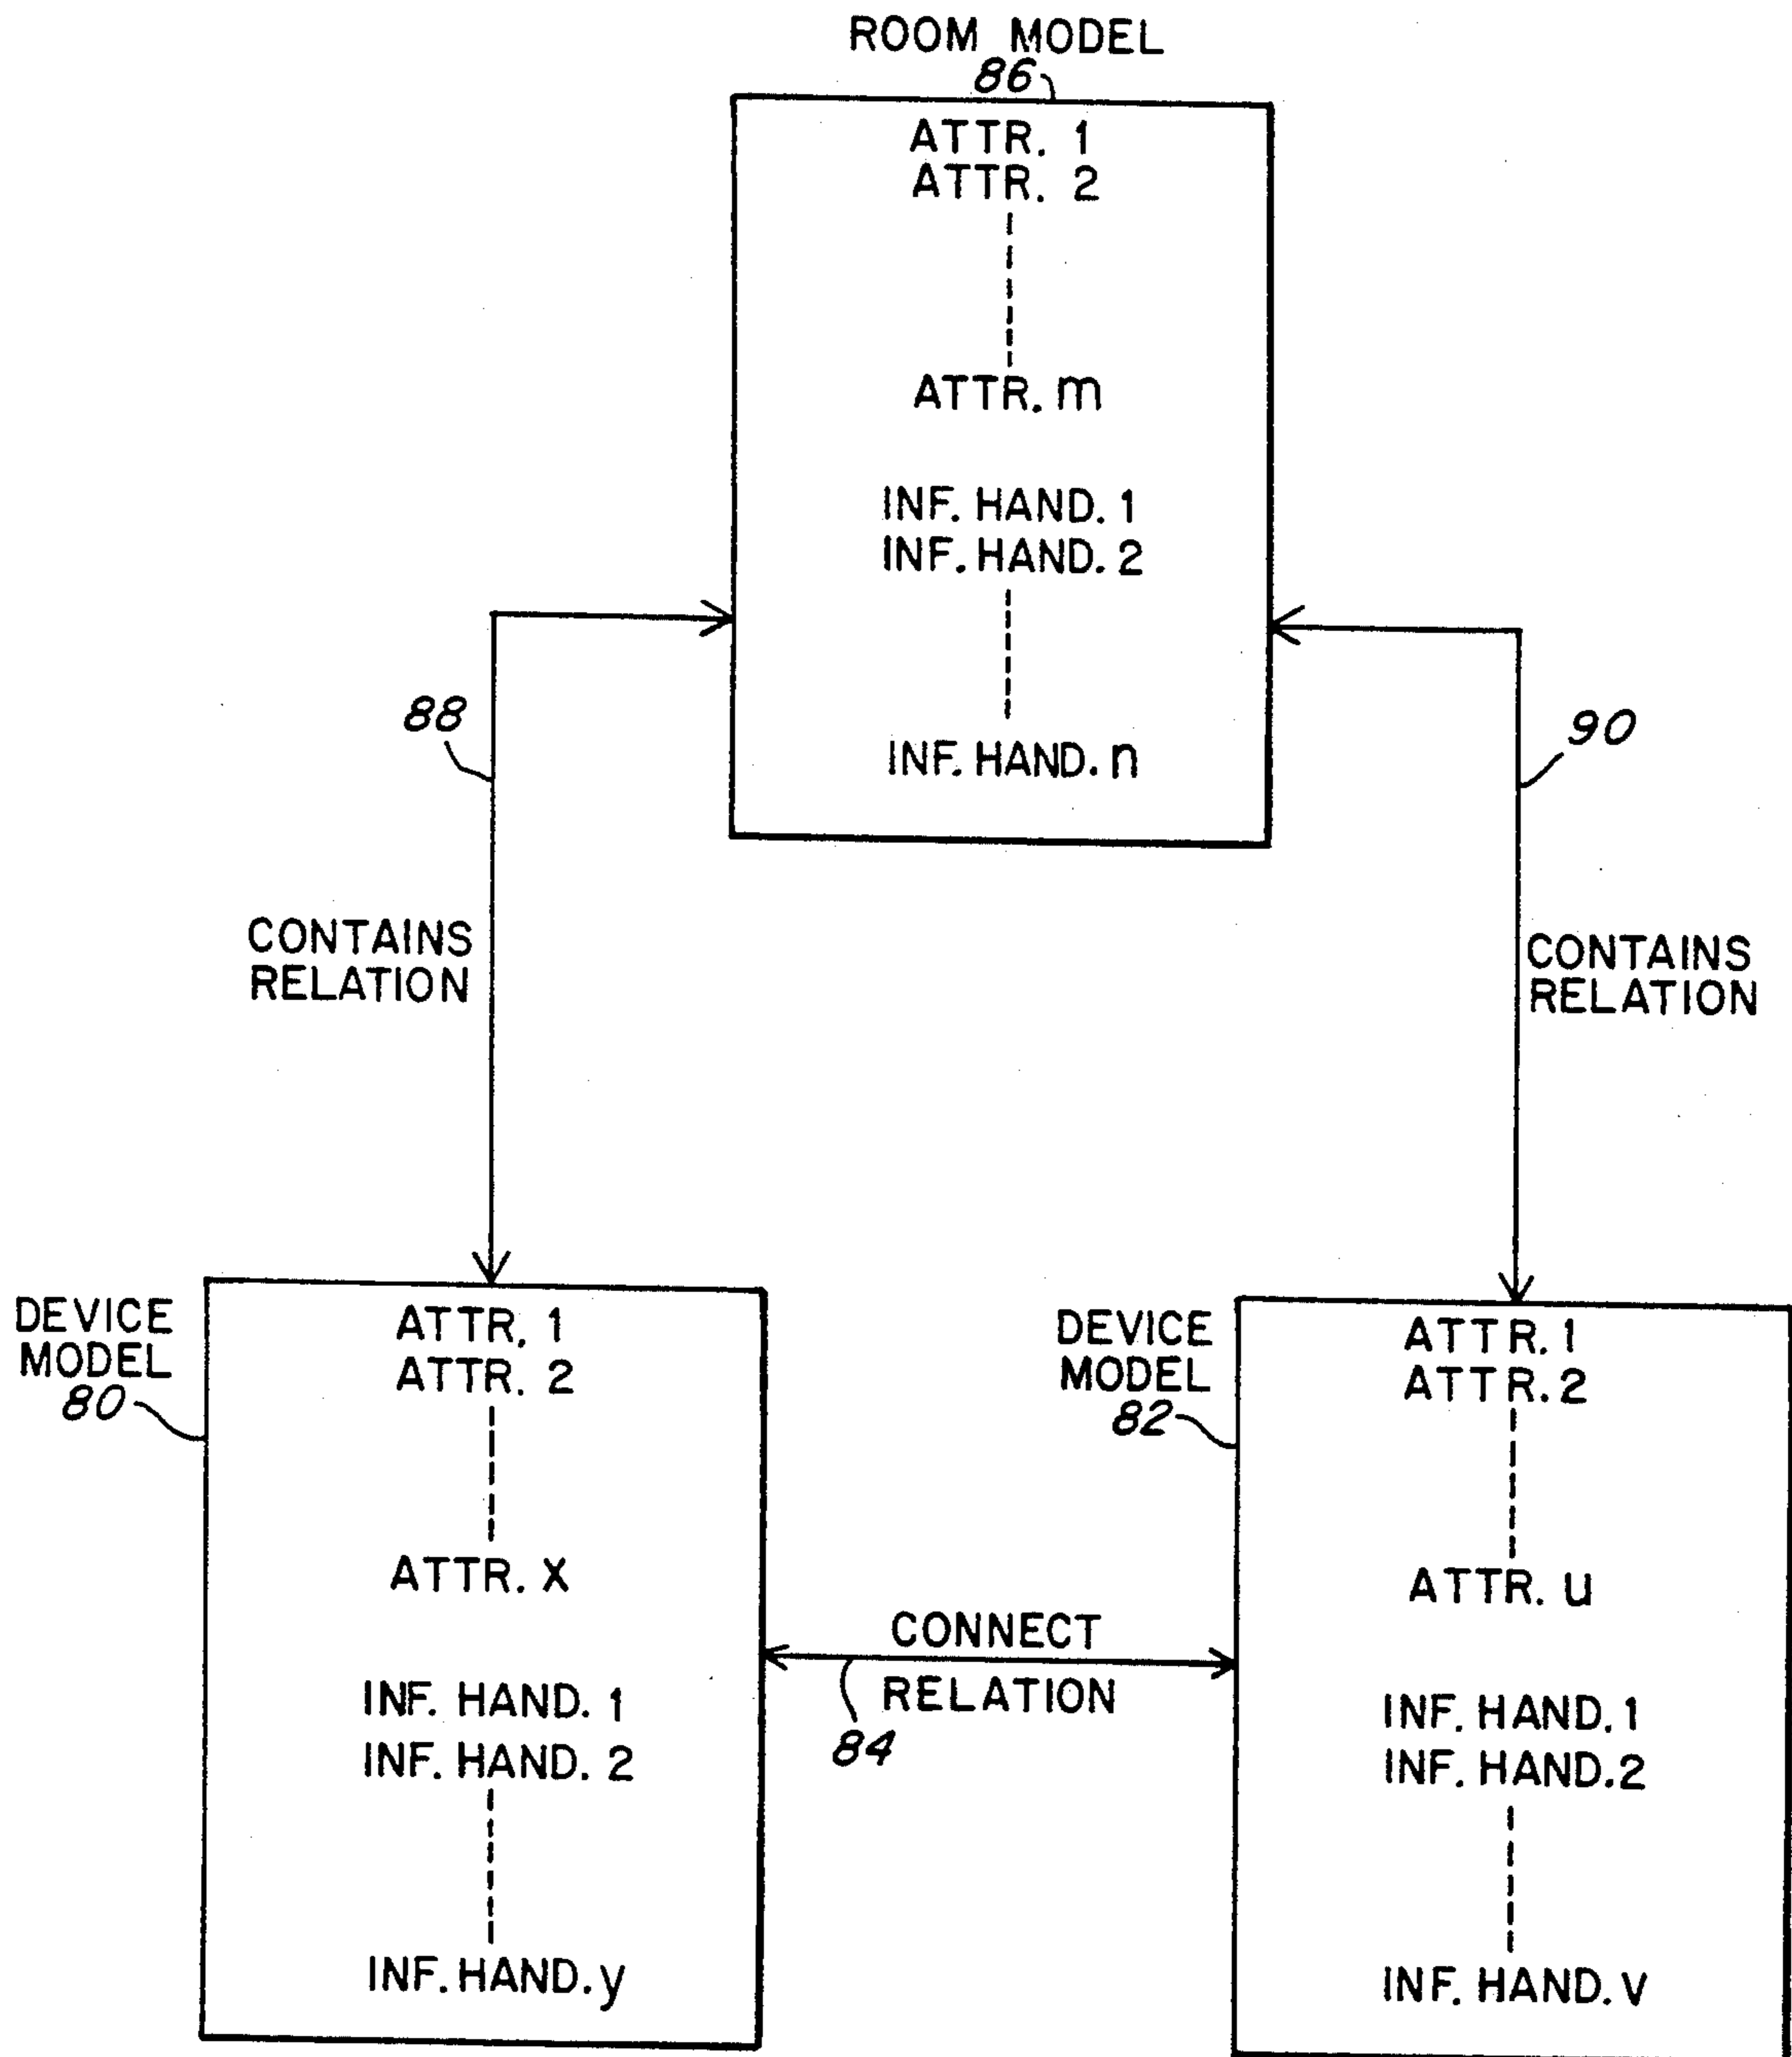 ROOM MODEL
86
ATTR. 1
ATTR. 2
ATTR. m
INF. HAND. 1
INF. HAND. 2
INF. HAND. n
88
90
CONTAINS
RELATION
CONTAINS
RELATION
DEVICE
MODEL
80
ATTR. 1
ATTR. 2
ATTR. x
INF. HAND. 1
INF. HAND. 2
INF. HAND. y
CONNECT
RELATION
84
DEVICE
MODEL
82
ATTR. 1
ATTR. 2
ATTR. u
INF. HAND. 1
INF. HAND. 2
INF. HAND. v